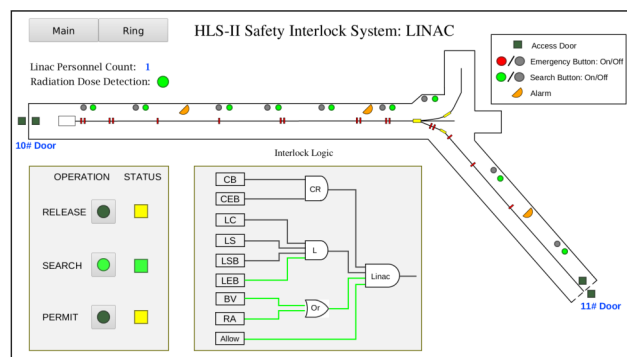 Main
Ring
HLS-II Safety Interlock System: LINAC
Linac Personnel Count: 1
Radiation Dose Detection:
Access Door
/ Emergency Button: On/Off
/ Search Button: On/Off
Alarm
10# Door
11# Door
Interlock Logic
OPERATION STATUS
RELEASE
SEARCH
PERMIT
CB
CEB
LC
LS
LSB
LEB
BV
RA
Allow
CR
L
Or
Linac